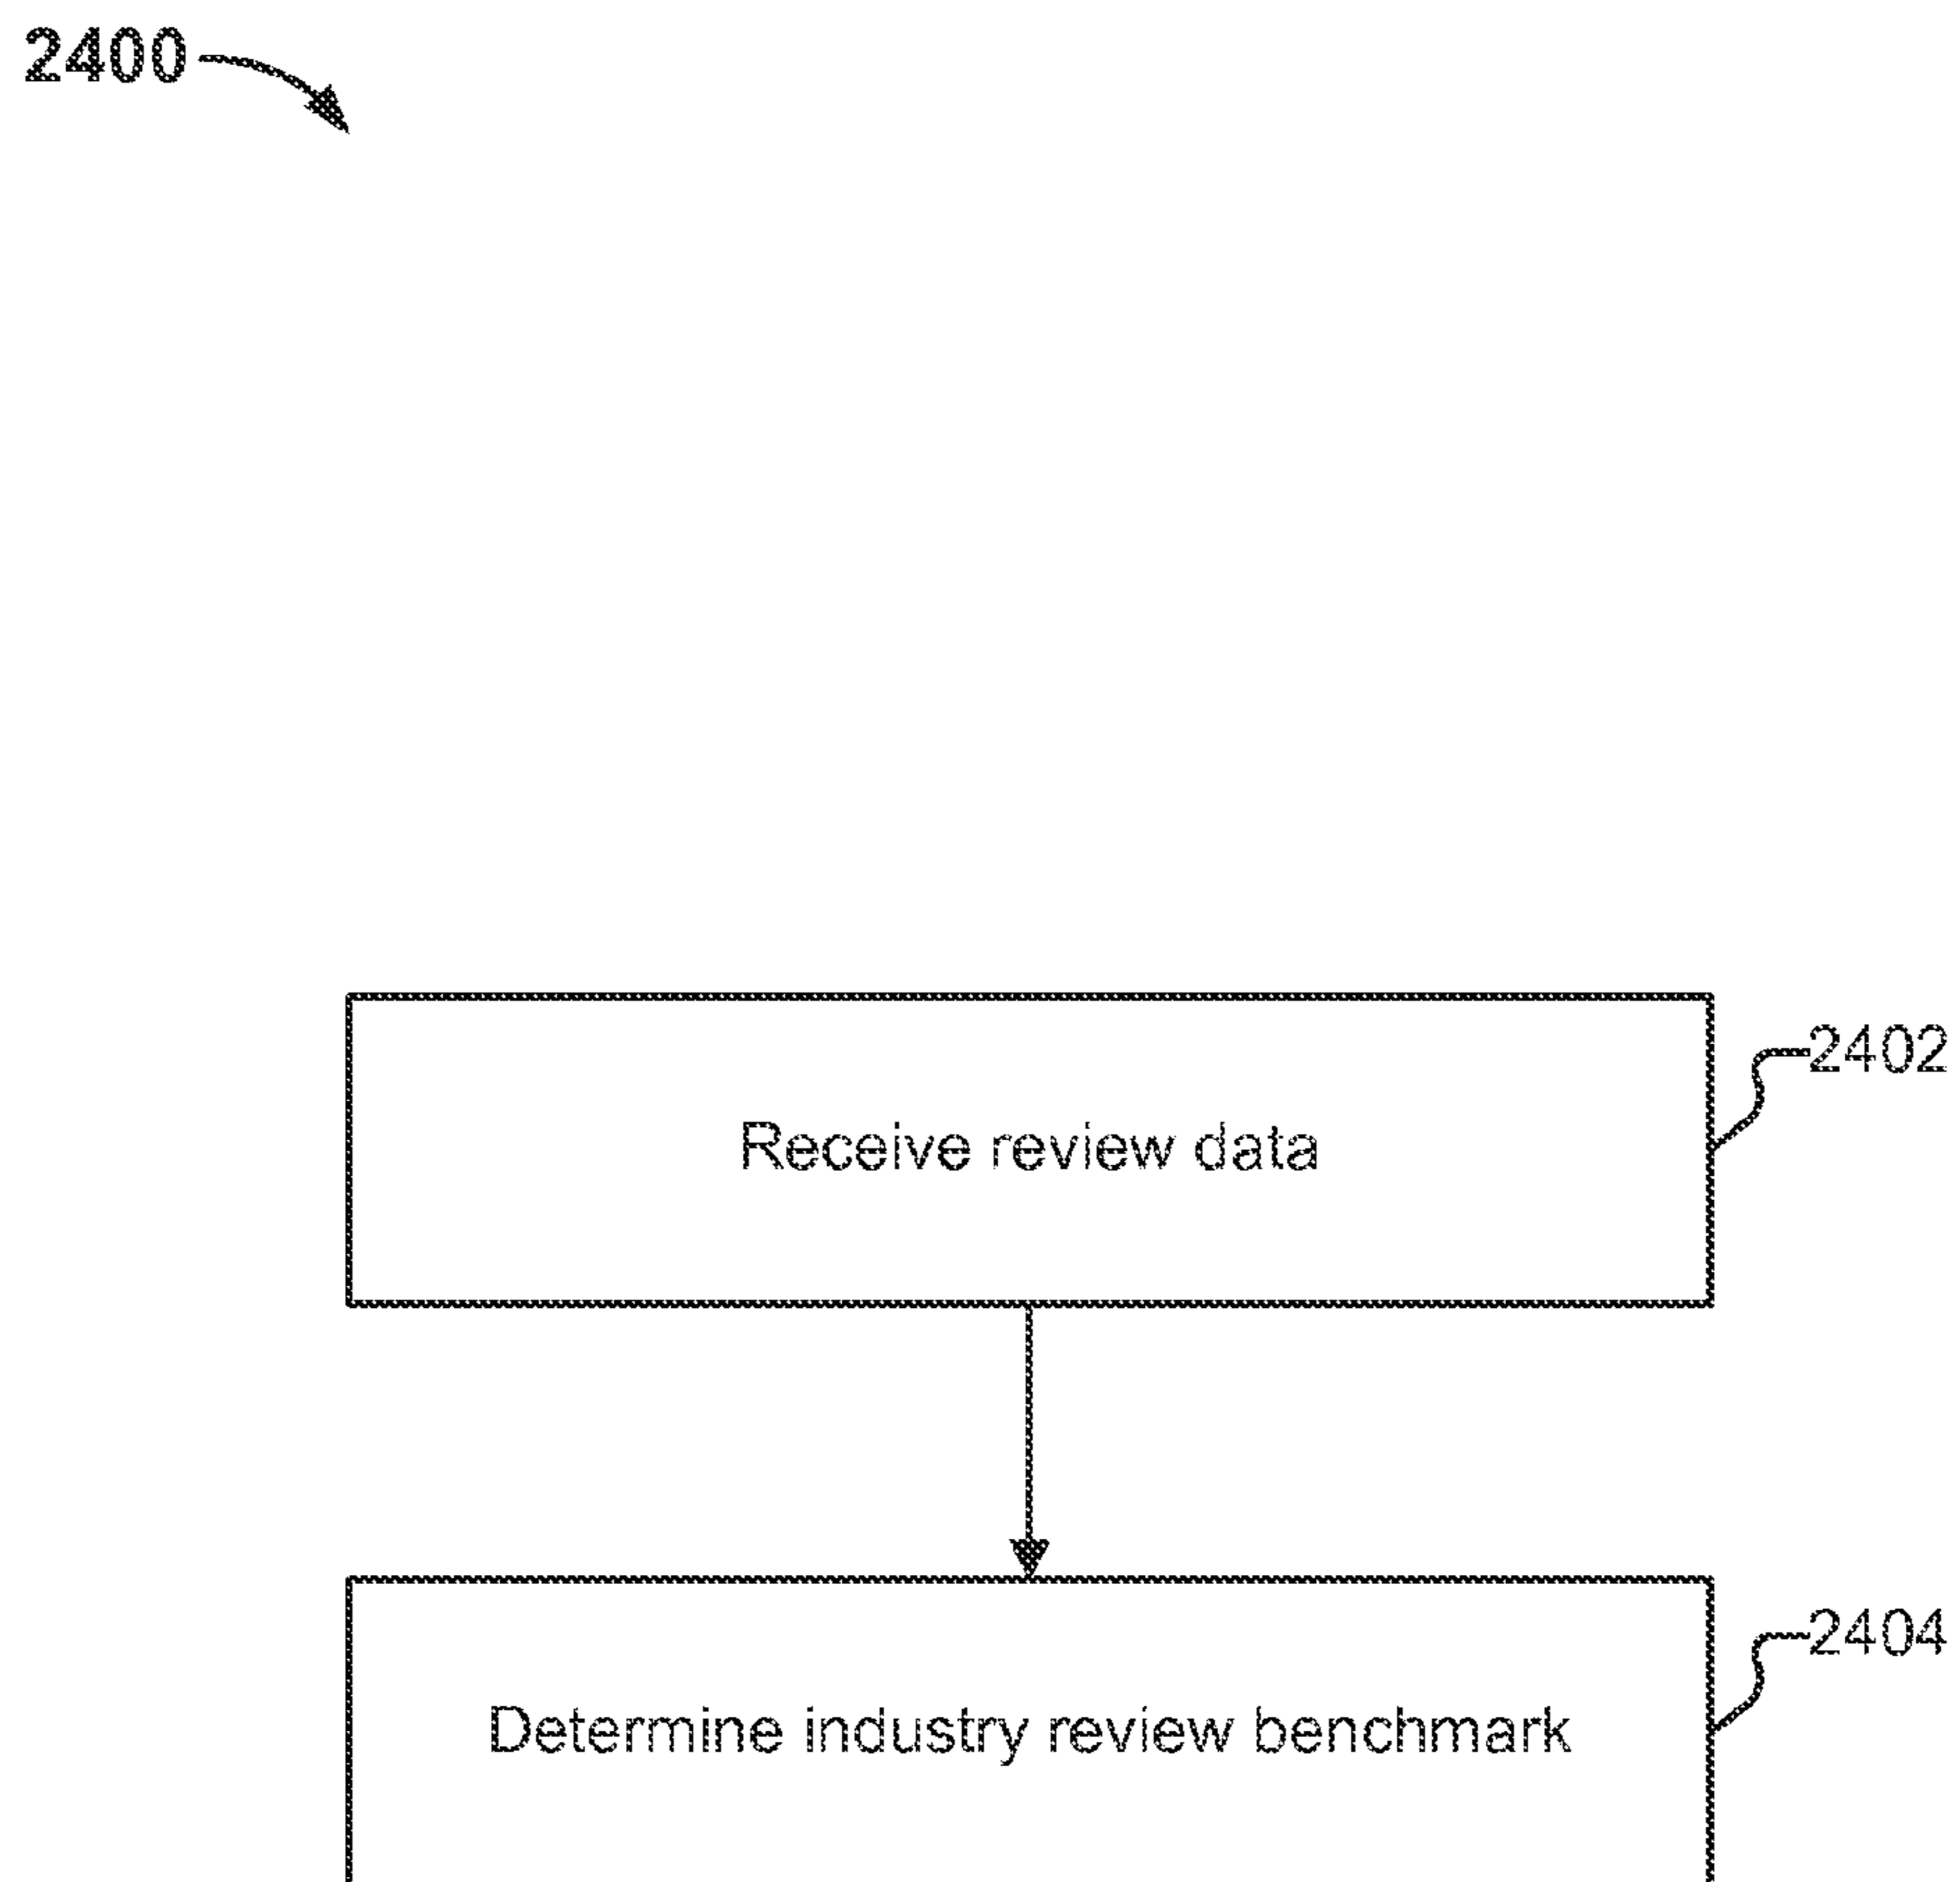 2400
2402
Receive review data
2404
Determine industry review benchmark